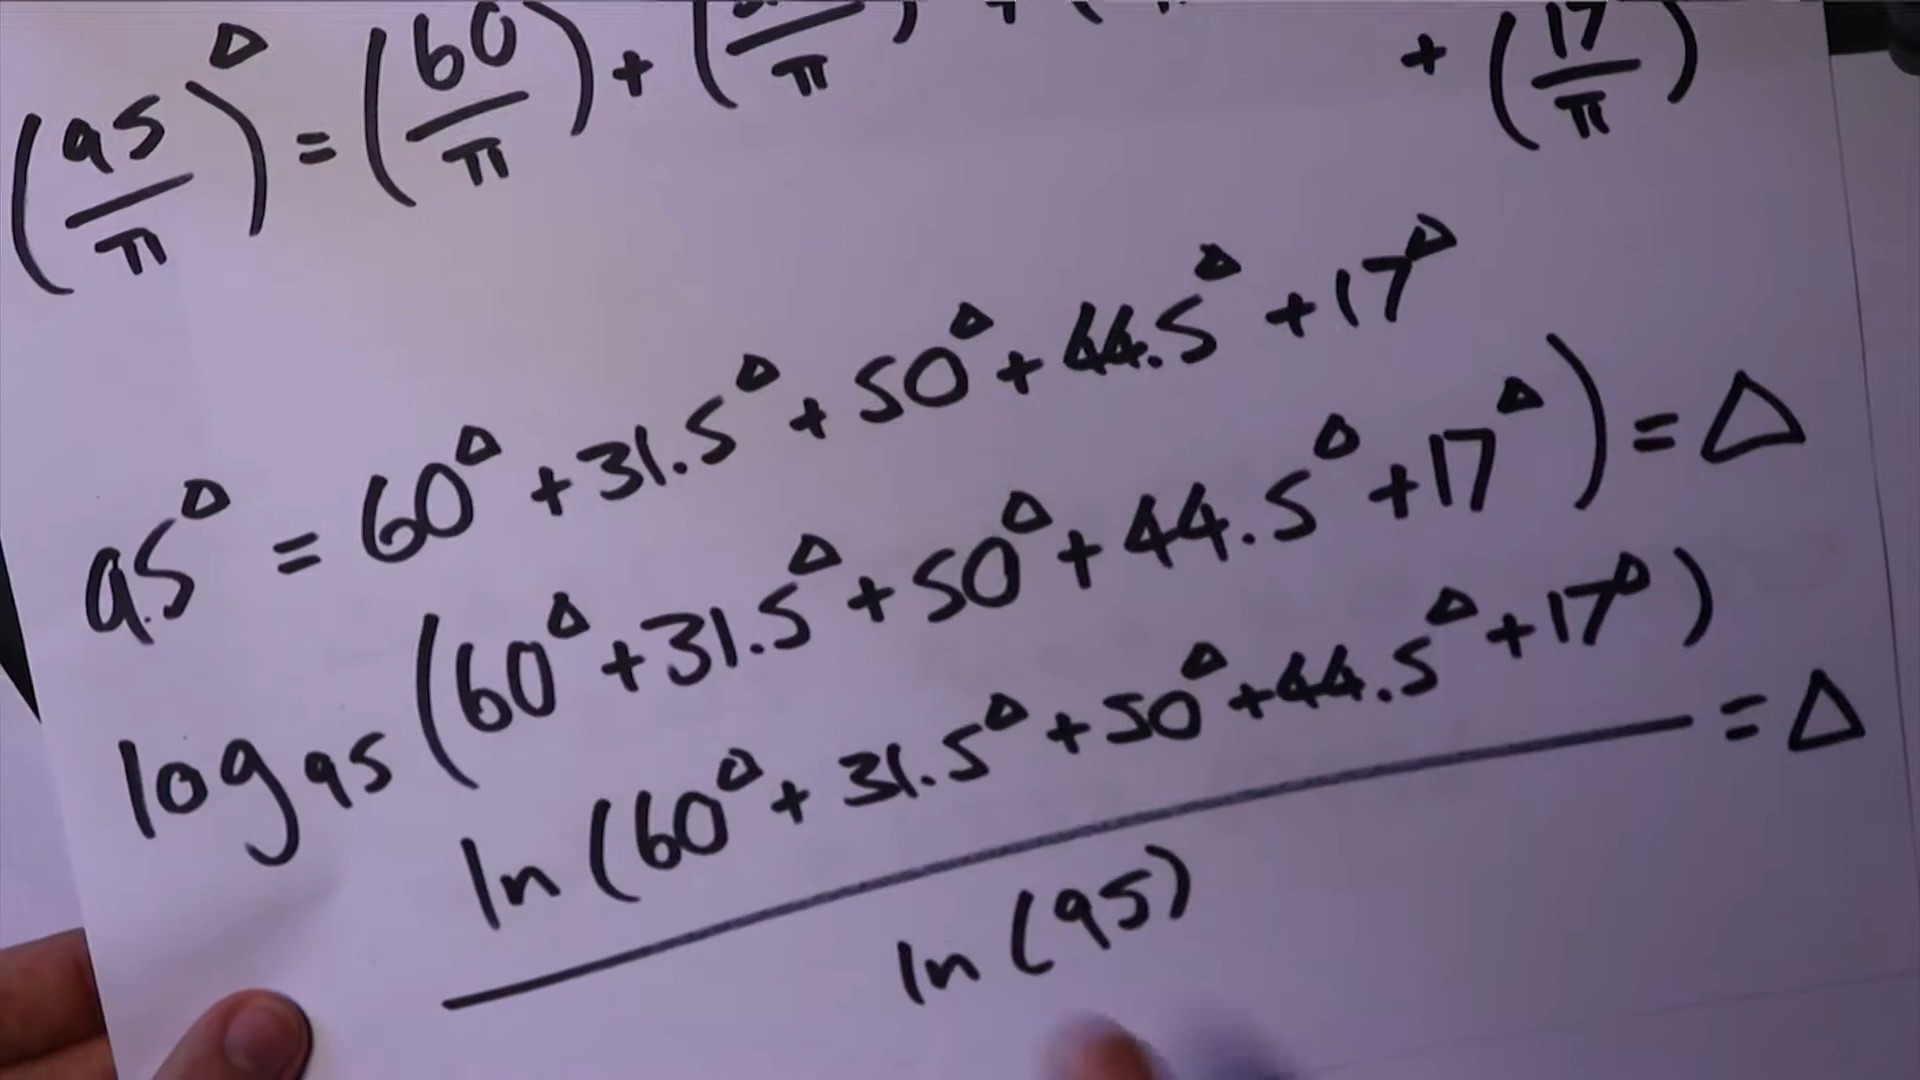 (95/π)^Δ = (60/π) + ( /π) + ( + (17/π)
95^Δ = 60^Δ + 31.5^Δ + 50^Δ + 44.5^Δ + 17^Δ
log₉₅(60^Δ + 31.5^Δ + 50^Δ + 44.5^Δ + 17^Δ) = Δ
ln(60^Δ + 31.5^Δ + 50^Δ + 44.5^Δ + 17^Δ) = Δ
ln(95)